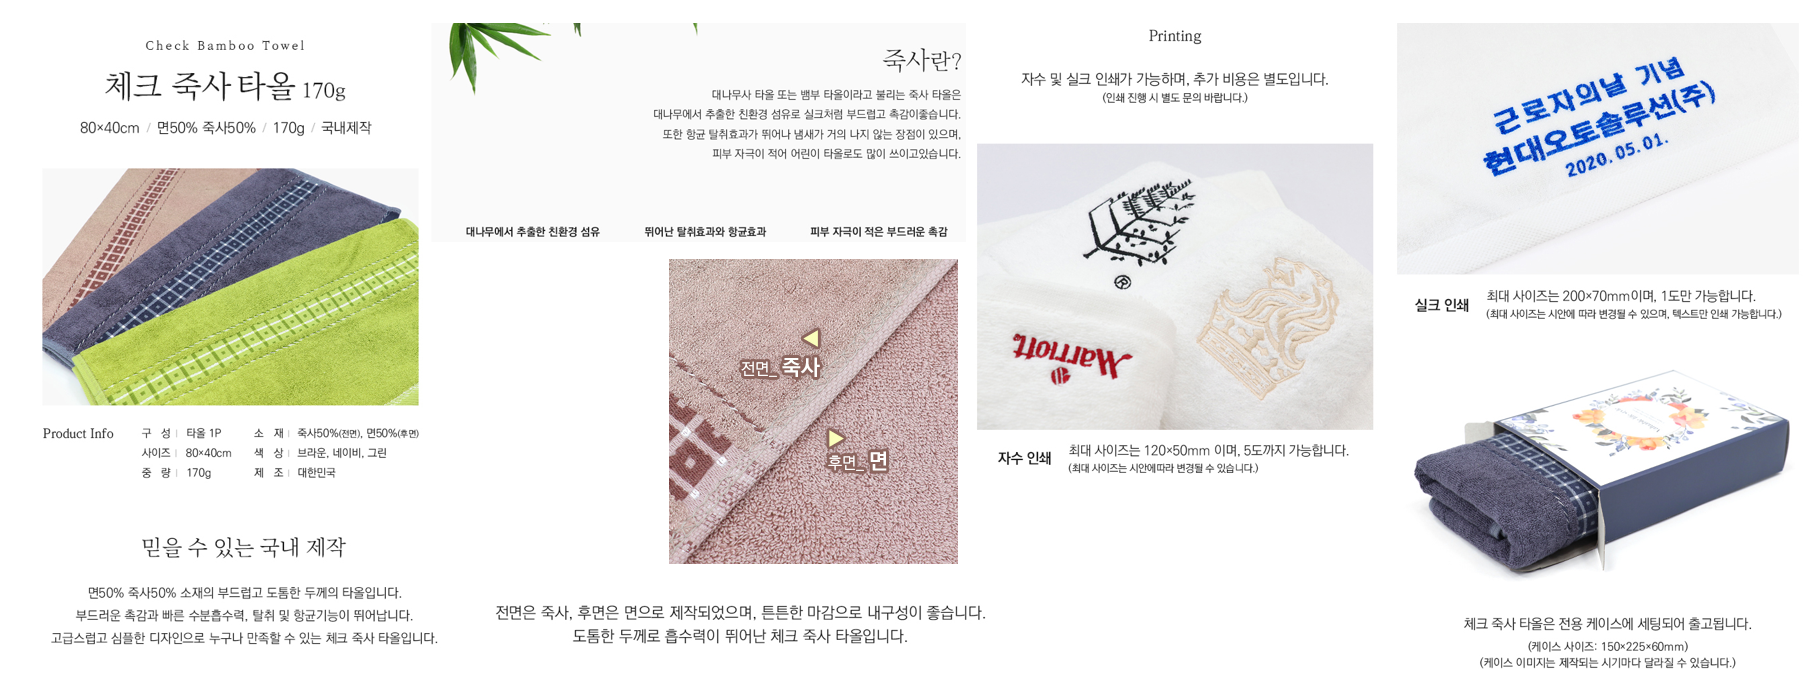 Check Bamboo Towel
체크 죽사 타올 170g
80×40cm / 면50% 죽사50% / 170g / 국내제작
Product Info
구 성 타올 1P
사이즈 80×40cm
중 량 170g
소 재 죽사50%(전면), 면50%(후면)
색 상 브라운, 네이비, 그린
제 조 대한민국
믿을 수 있는 국내 제작
면50% 죽사50% 소재의 부드럽고 도톰한 두께의 타올입니다.
부드러운 촉감과 빠른 수분흡수력, 탈취 및 항균기능이 뛰어납니다.
고급스럽고 심플한 디자인으로 누구나 만족할 수 있는 체크 죽사 타올입니다.
죽사란?
대나무사 타올 또는 뱀부 타올이라고 불리는 죽사 타올은
대나무에서 추출한 친환경 섬유로 실크처럼 부드럽고 촉감이좋습니다.
또한 항균 탈취효과가 뛰어나 냄새가 거의 나지 않는 장점이 있으며,
피부 자극이 적어 어린이 타올로도 많이 쓰이고있습니다.
대나무에서 추출한 친환경 섬유
뛰어난 탈취효과와 항균효과
피부 자극이 적은 부드러운 촉감
전면_ 죽사
후면_ 면
전면은 죽사, 후면은 면으로 제작되었으며, 튼튼한 마감으로 내구성이 좋습니다.
도톰한 두께로 흡수력이 뛰어난 체크 죽사 타올입니다.
Printing
자수 및 실크 인쇄가 가능하며, 추가 비용은 별도입니다.
(인쇄 진행 시 별도 문의 바랍니다.)
®
Marriott
자수 인쇄
최대 사이즈는 120×50mm 이며, 5도까지 가능합니다.
(최대 사이즈는 시안에따라 변경될 수 있습니다.)
근로자의날 기념
현대오토솔루션(주)
2020.05.01.
실크 인쇄
최대 사이즈는 200×70mm이며, 1도만 가능합니다.
(최대 사이즈는 시안에 따라 변경될 수 있으며, 텍스트만 인쇄 가능합니다.)
체크 죽사 타올은 전용 케이스에 세팅되어 출고됩니다.
(케이스 사이즈: 150×225×60mm)
(케이스 이미지는 제작되는 시기마다 달라질 수 있습니다.)